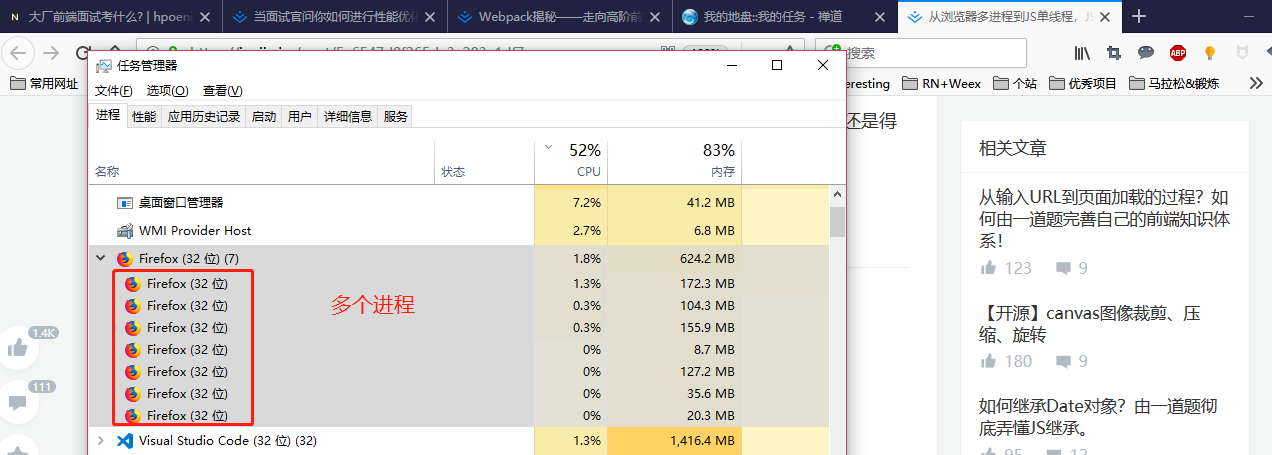 大厂前端面试考什么? | hpoenl
当面试官问你如何进行性能优化
Webpack揭秘——走向高阶前
我的地盘::我的任务 - 禅道
从浏览器多进程到JS单线程，JS
搜索
ABP
常用网址
eresting
RN+Weex
个站
优秀项目
马拉松&锻炼
任务管理器
文件(F) 选项(O) 查看(V)
进程 性能 应用历史记录 启动 用户 详细信息 服务
52% 83%
名称 状态 CPU 内存
桌面窗口管理器 7.2% 41.2 MB
WMI Provider Host 2.7% 6.8 MB
Firefox (32 位) (7) 1.8% 624.2 MB
Firefox (32 位) 1.3% 172.3 MB
Firefox (32 位) 0.3% 104.3 MB
Firefox (32 位) 0.3% 155.9 MB
Firefox (32 位) 0% 8.7 MB
Firefox (32 位) 0% 127.2 MB
Firefox (32 位) 0% 35.6 MB
Firefox (32 位) 0% 20.3 MB
Visual Studio Code (32 位) (32) 1.3% 1,416.4 MB
多个进程
1.4K
111
还是得
相关文章
从输入URL到页面加载的过程？如
何由一道题完善自己的前端知识体
系！
123 9
【开源】canvas图像裁剪、压
缩、旋转
180 9
如何继承Date对象？由一道题彻
底弄懂JS继承。
95 12